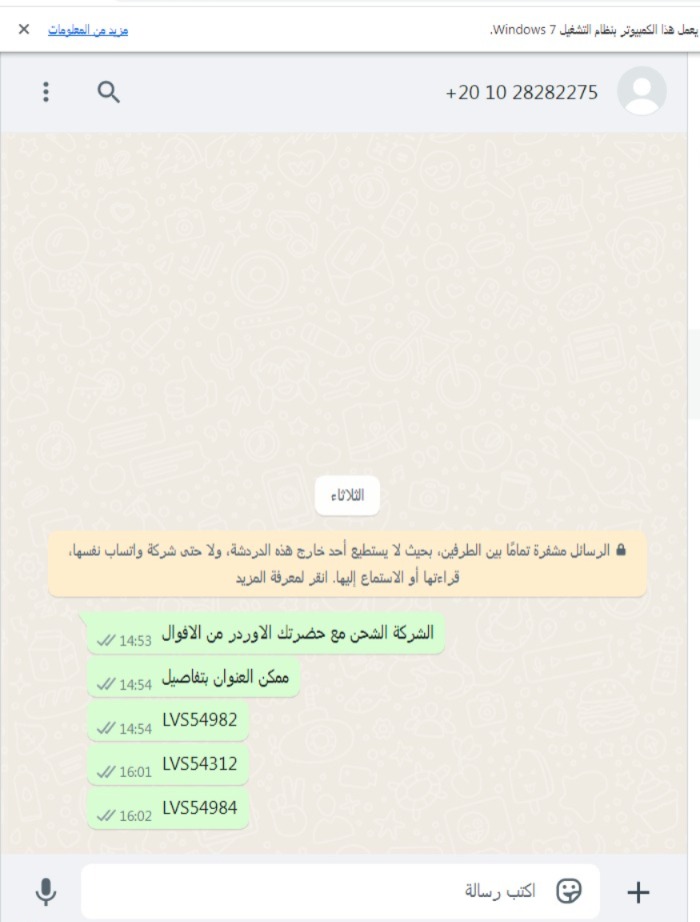 يعمل هذا الكمبيوتر بنظام التشغيل Windows 7. مزيد من المعلومات
+20 10 28282275
الثلاثاء
الرسائل مشفرة تمامًا بين الطرفين، بحيث لا يستطيع أحد خارج هذه الدردشة، ولا حتى شركة واتساب نفسها،
قراءتها أو الاستماع إليها. انقر لمعرفة المزيد
الشركة الشحن مع حضرتك الاوردر من الافوال 14:53
ممكن العنوان بتفاصيل 14:54
LVS54982 14:54
LVS54312 16:01
LVS54984 16:02
اكتب رسالة